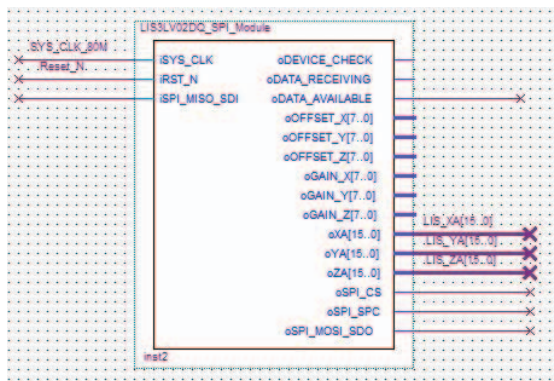 LIS3LV02DQ_SPI_Module
SYS_CLK_80M
iSYS_CLK
oDEVICE_CHECK
Reset_N
iRST_N
oDATA_RECEIVING
iSPI_MISO_SDI
oDATA_AVAILABLE
oOFFSET_X[7..0]
oOFFSET_Y[7..0]
oOFFSET_Z[7..0]
oGAIN_X[7..0]
oGAIN_Y[7..0]
oGAIN_Z[7..0]
LIS_XA[15..0]
oXA[15..0]
LIS_YA[15..0]
oYA[15..0]
LIS_ZA[15..0]
oZA[15..0]
oSPI_CS
oSPI_SPC
oSPI_MOSI_SDO
inst2